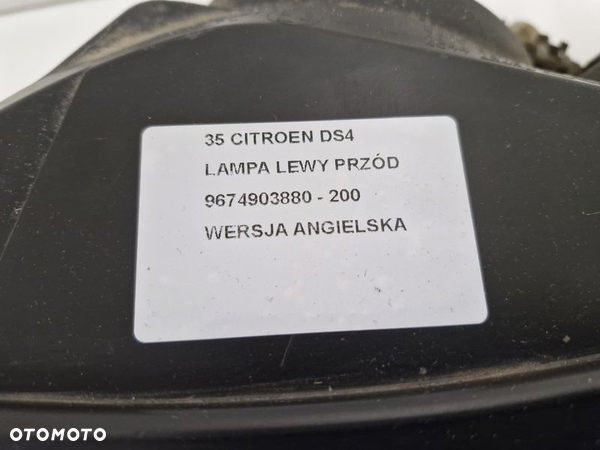 35 CITROEN DS4
LAMPA LEWY PRZÓD
9674903880 - 200
WERSJA ANGIELSKA
OTOMOTO